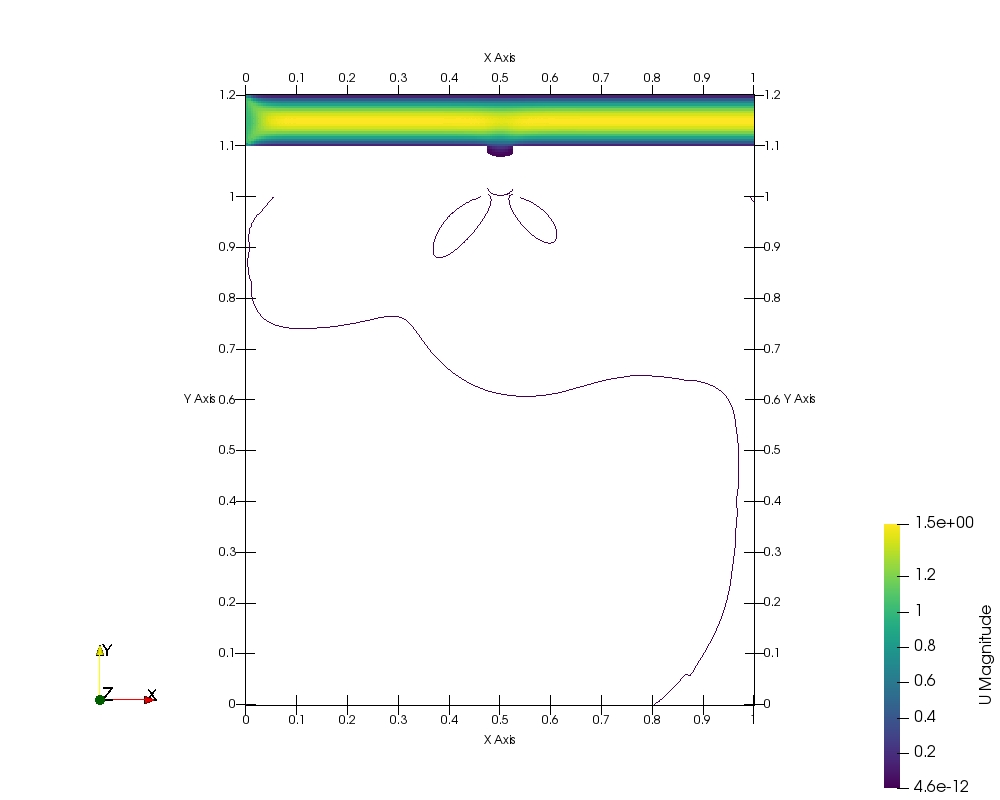 X Axis
0 0.1 0.2 0.3 0.4 0.5 0.6 0.7 0.8 0.9 1
1.2 1.2
1.1 1.1
1 1
0.9 0.9
0.8 0.8
0.7 0.7
Y Axis 0.6 0.6 Y Axis
0.5 0.5
0.4 0.4
0.3 0.3
0.2 0.2
0.1 0.1
0 0
0 0.1 0.2 0.3 0.4 0.5 0.6 0.7 0.8 0.9 1
X Axis
1.5e+00
1.2
1
0.8
0.6
0.4
0.2
4.6e-12
U Magnitude
Y
Z
X